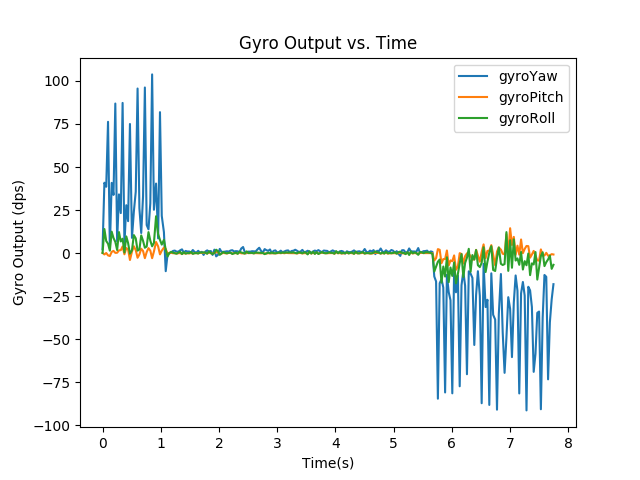 Gyro Output vs. Time
gyroYaw
gyroPitch
gyroRoll
100
75
50
25
0
−25
−50
−75
−100
Gyro Output (dps)
0 1 2 3 4 5 6 7 8
Time(s)